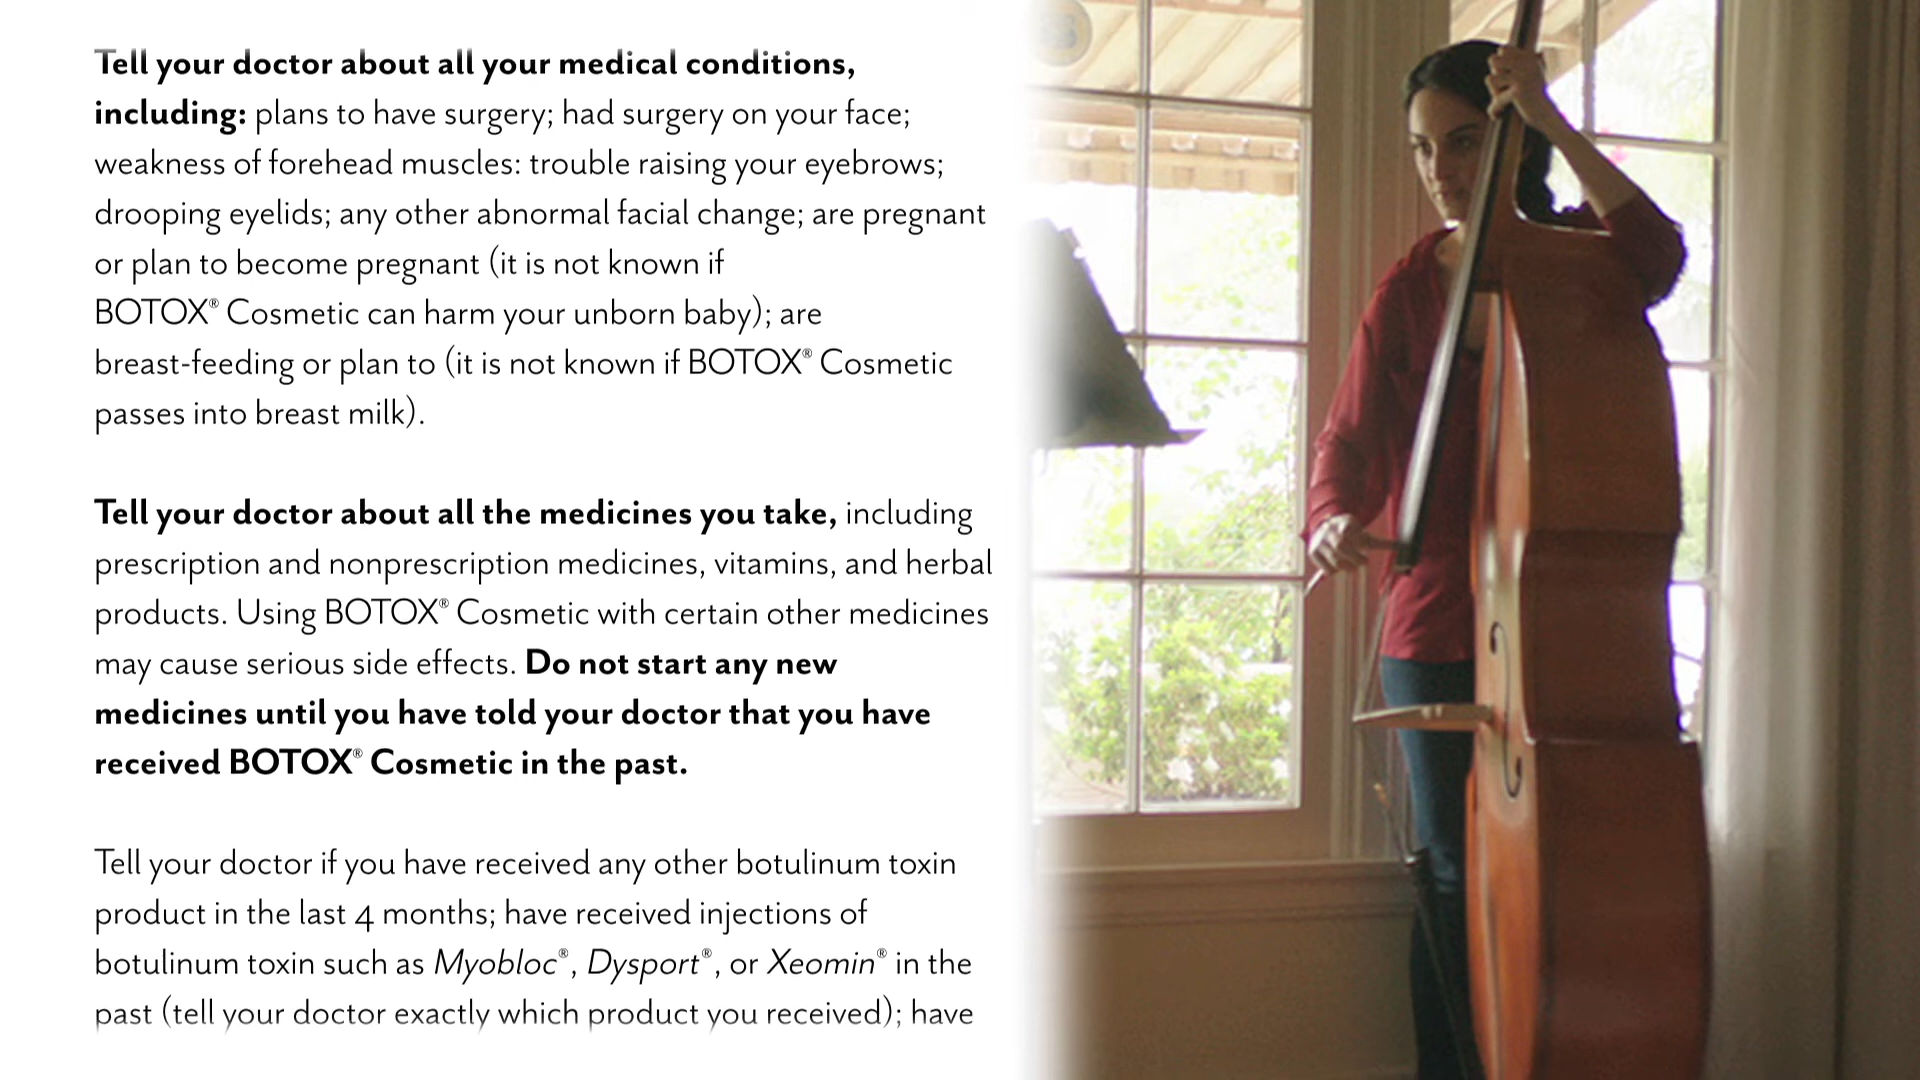 Tell your doctor about all your medical conditions,
including: plans to have surgery; had surgery on your face;
weakness of forehead muscles: trouble raising your eyebrows;
drooping eyelids; any other abnormal facial change; are pregnant
or plan to become pregnant (it is not known if
BOTOX® Cosmetic can harm your unborn baby); are
breast-feeding or plan to (it is not known if BOTOX® Cosmetic
passes into breast milk).
Tell your doctor about all the medicines you take, including
prescription and nonprescription medicines, vitamins, and herbal
products. Using BOTOX® Cosmetic with certain other medicines
may cause serious side effects. Do not start any new
medicines until you have told your doctor that you have
received BOTOX® Cosmetic in the past.
Tell your doctor if you have received any other botulinum toxin
product in the last 4 months; have received injections of
botulinum toxin such as Myobloc®, Dysport®, or Xeomin® in the
past (tell your doctor exactly which product you received); have